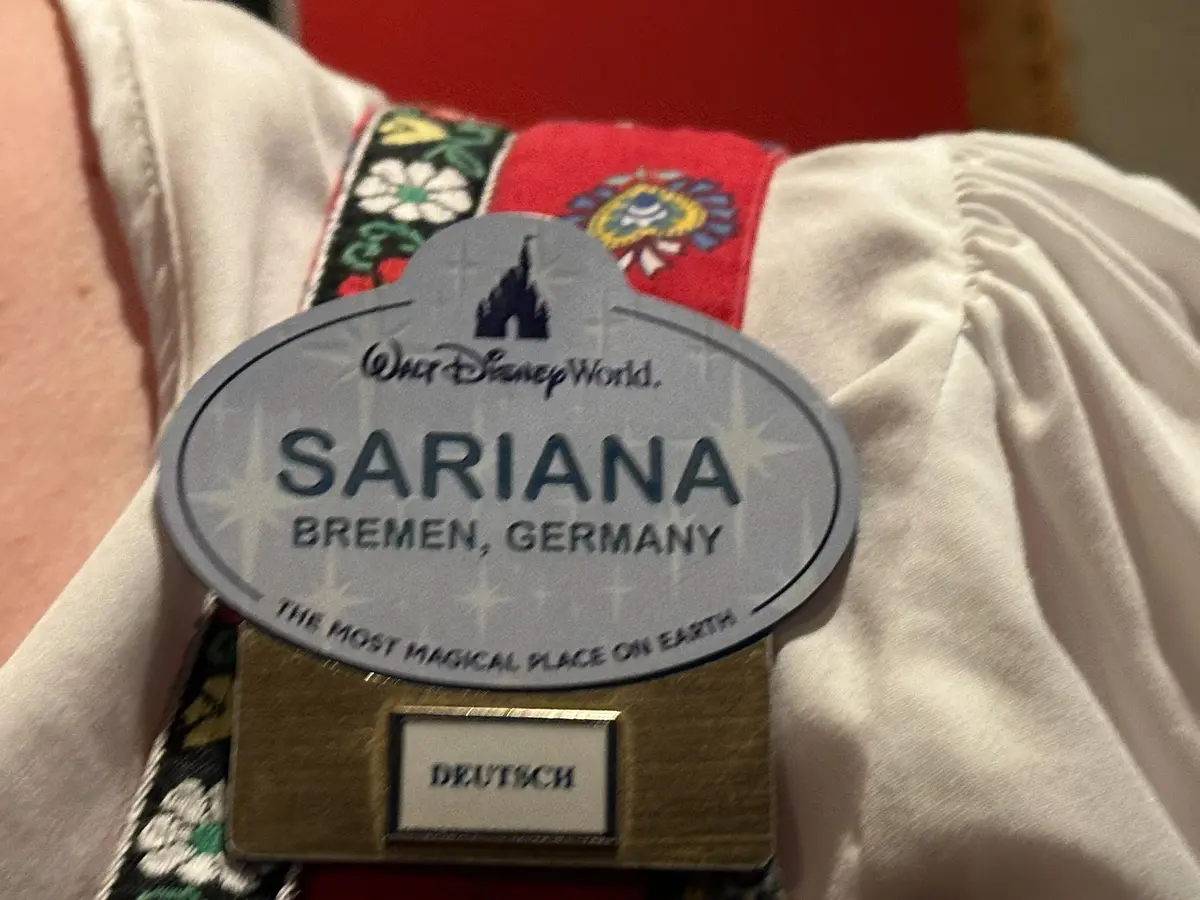 Walt Disney World.
SARIANA
BREMEN, GERMANY
THE MOST MAGICAL PLACE ON EARTH
DEUTSCH